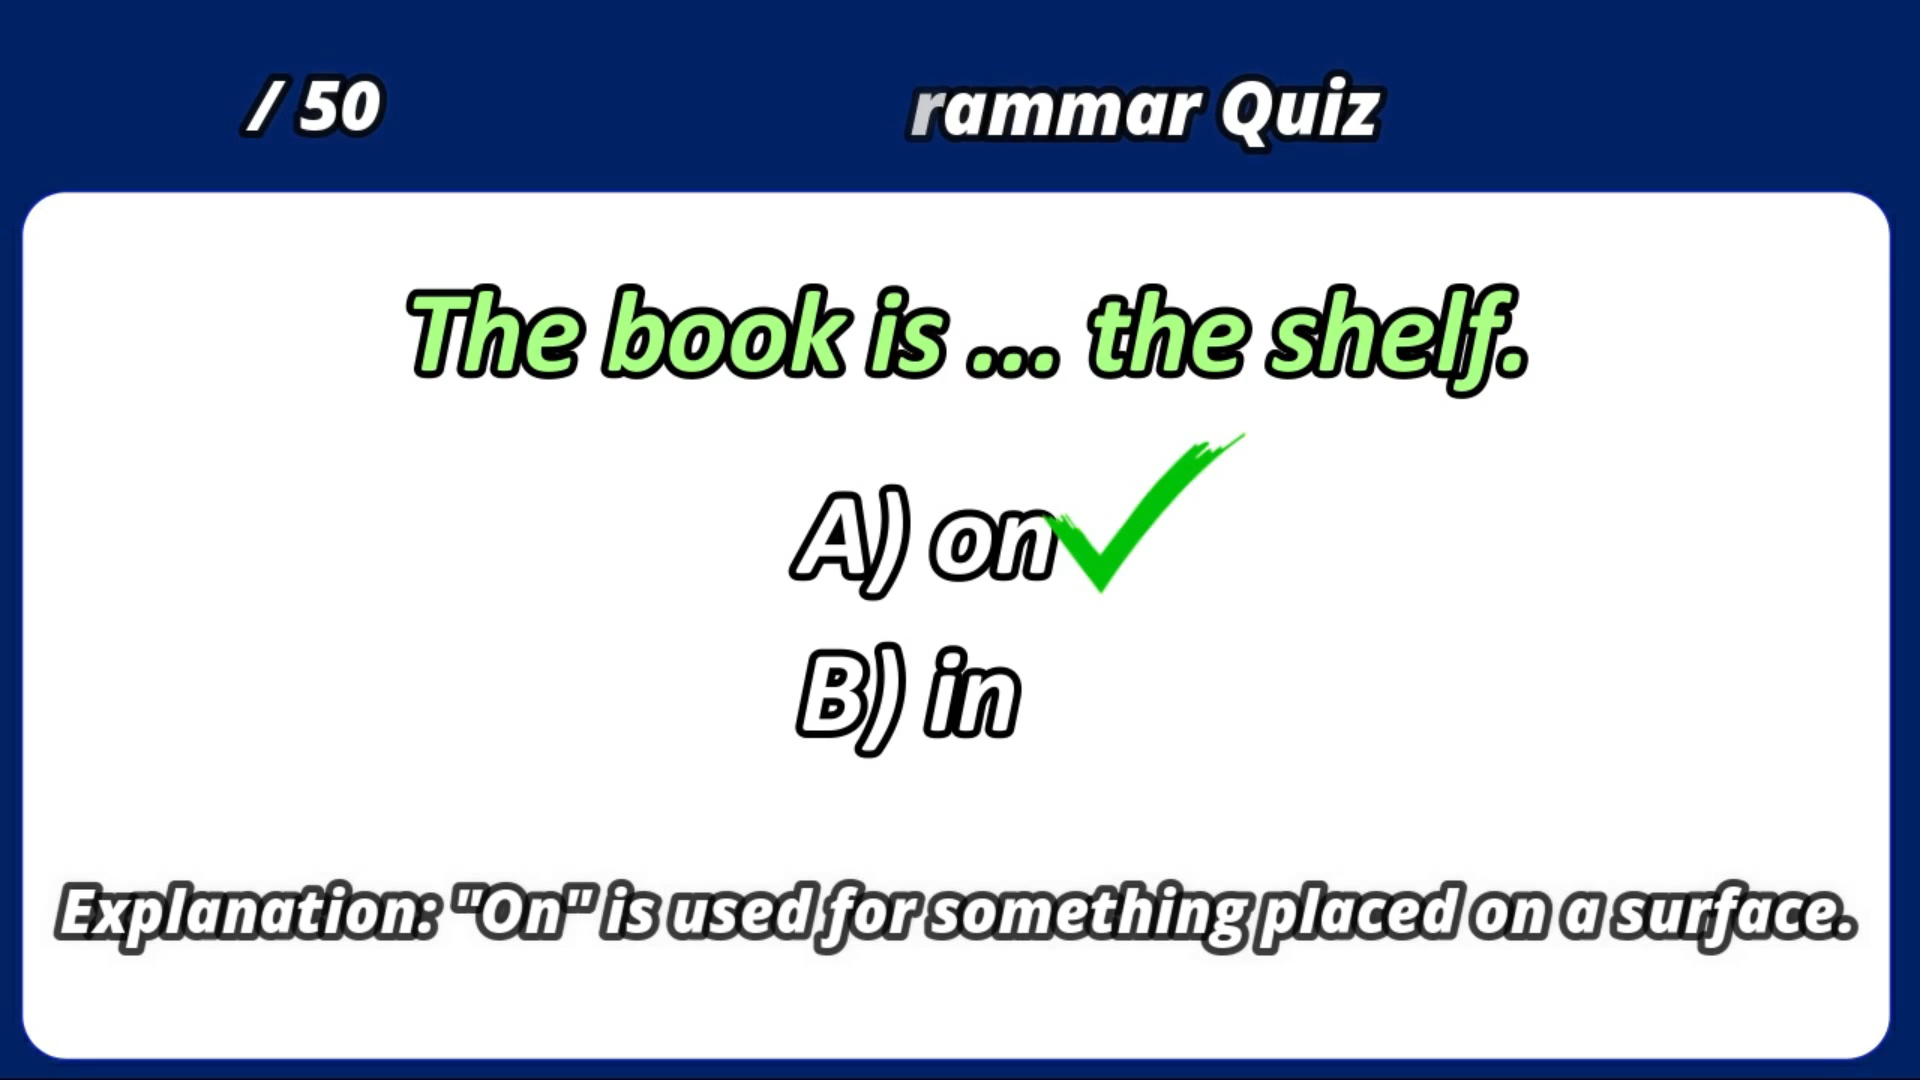 / 50
rammar Quiz
The book is ... the shelf.
A) on
B) in
Explanation: "On" is used for something placed on a surface.